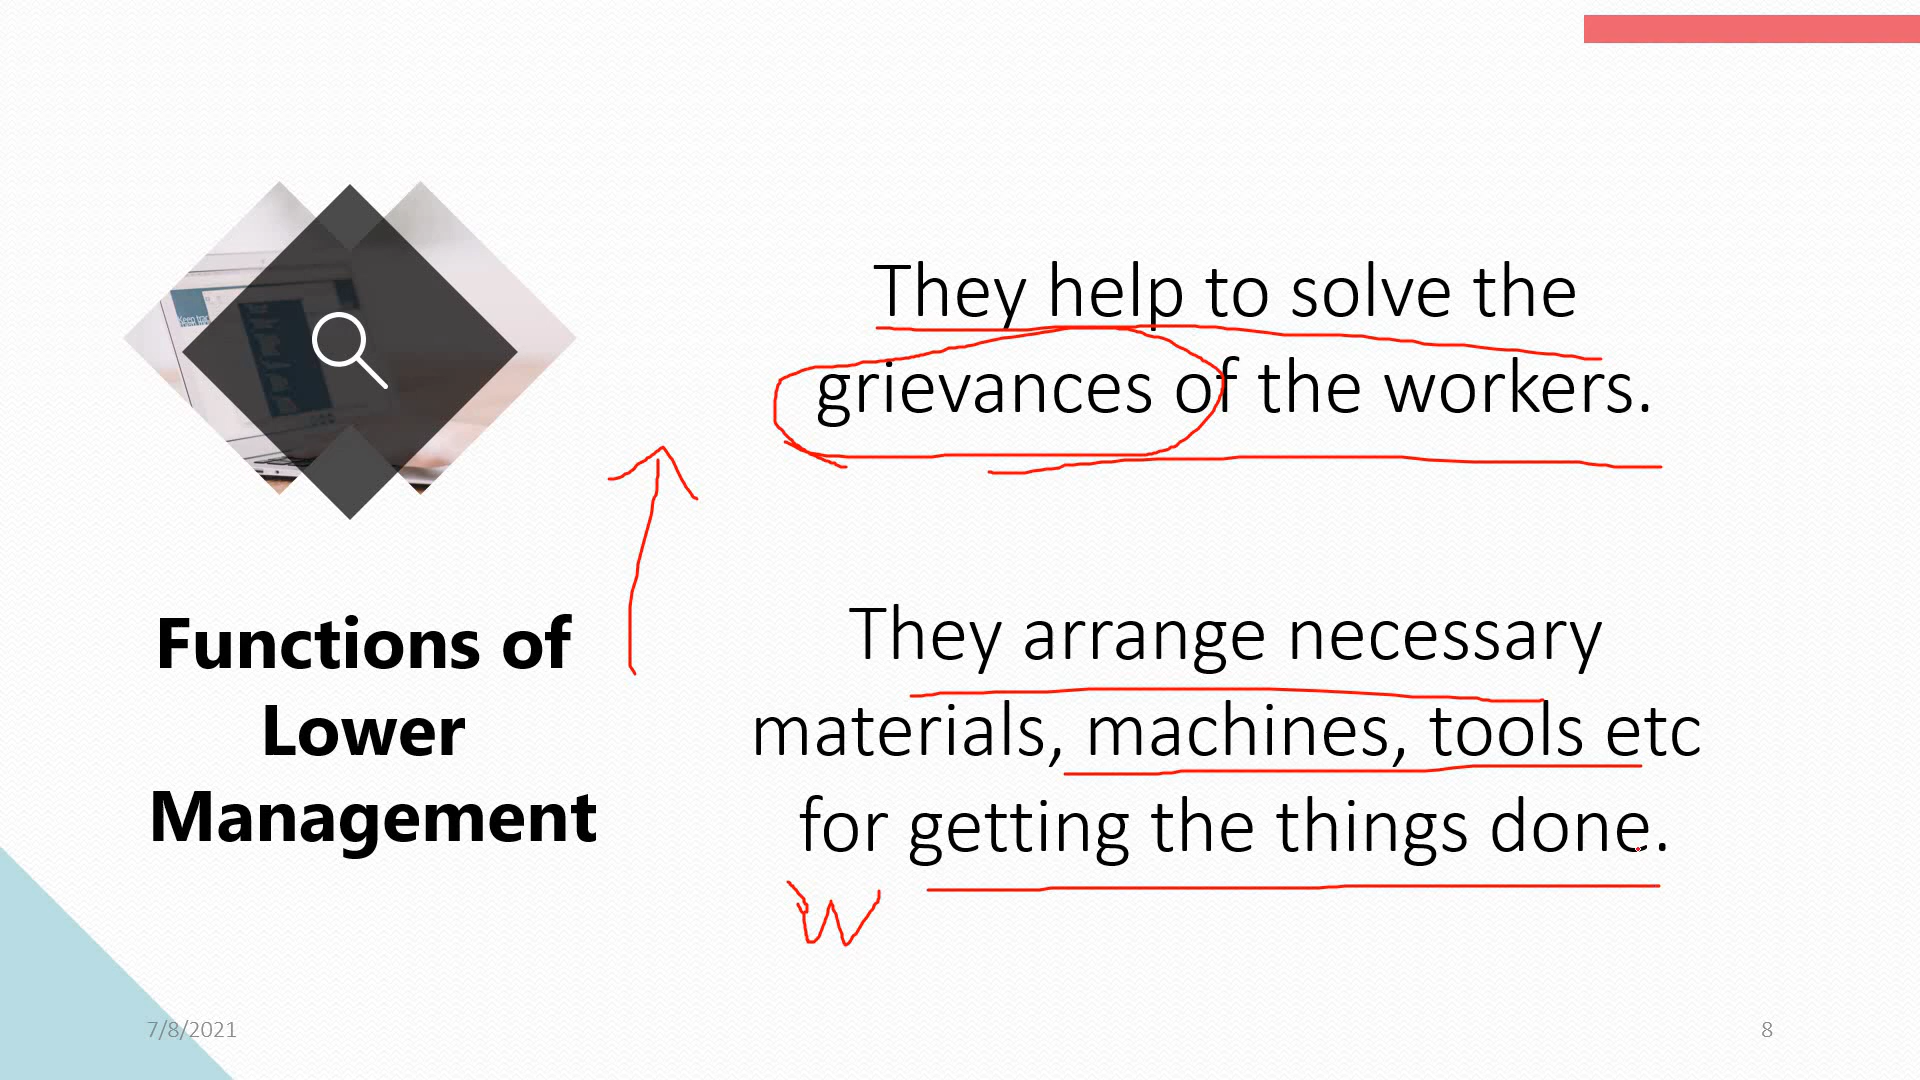 They help to solve the
grievances of the workers.
Functions of
Lower
Management
They arrange necessary
materials, machines, tools etc
for getting the things done.
W
7/8/2021
8